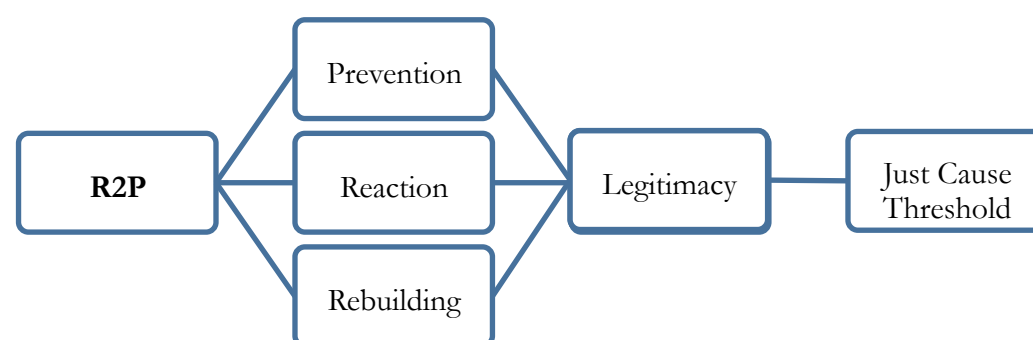 Prevention
R2P
Reaction
Legitimacy
Just Cause
Threshold
Rebuilding